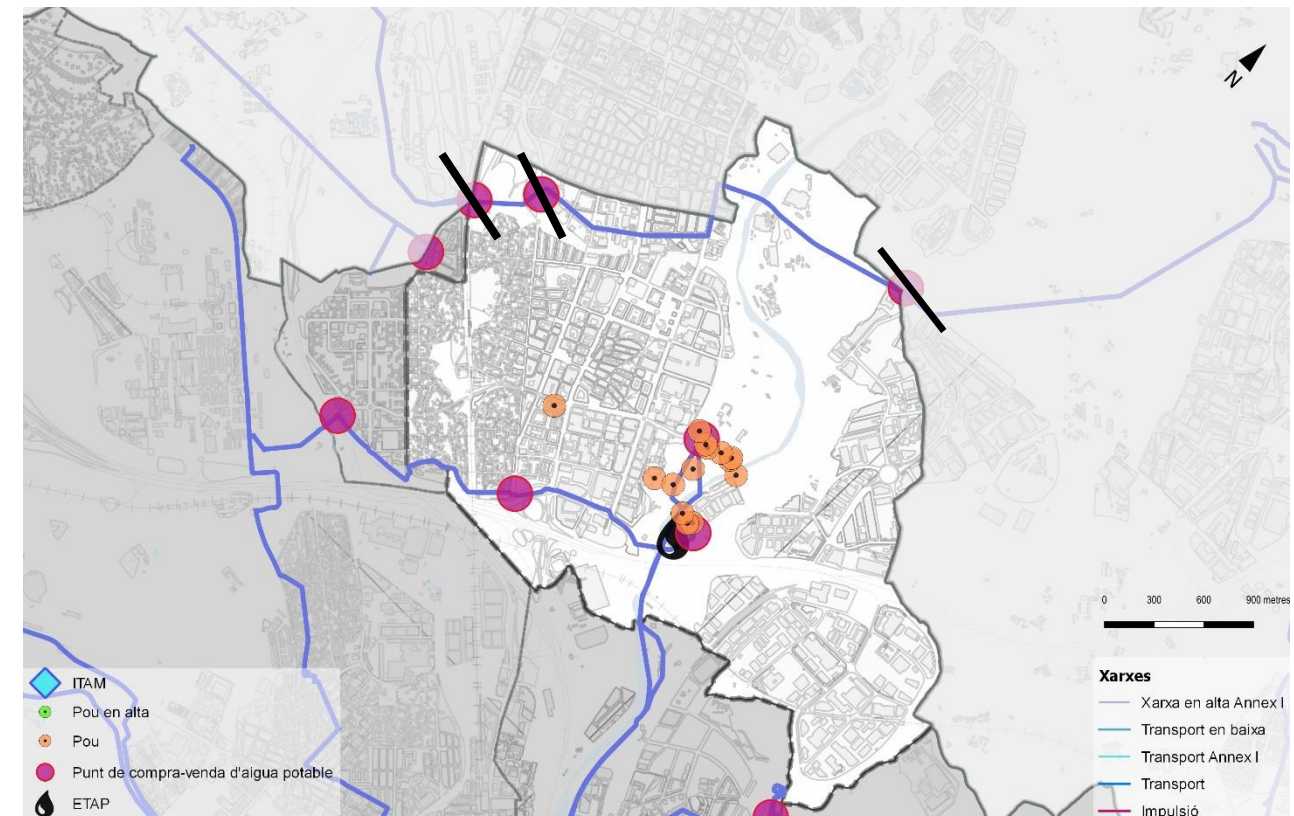 N
0 300 600 900 metres
ITAM
Pou en alta
Pou
Punt de compra-venda d'aigua potable
ETAP
Xarxes
Xarxa en alta Annex I
Transport en baixa
Transport Annex I
Transport
Impulsió